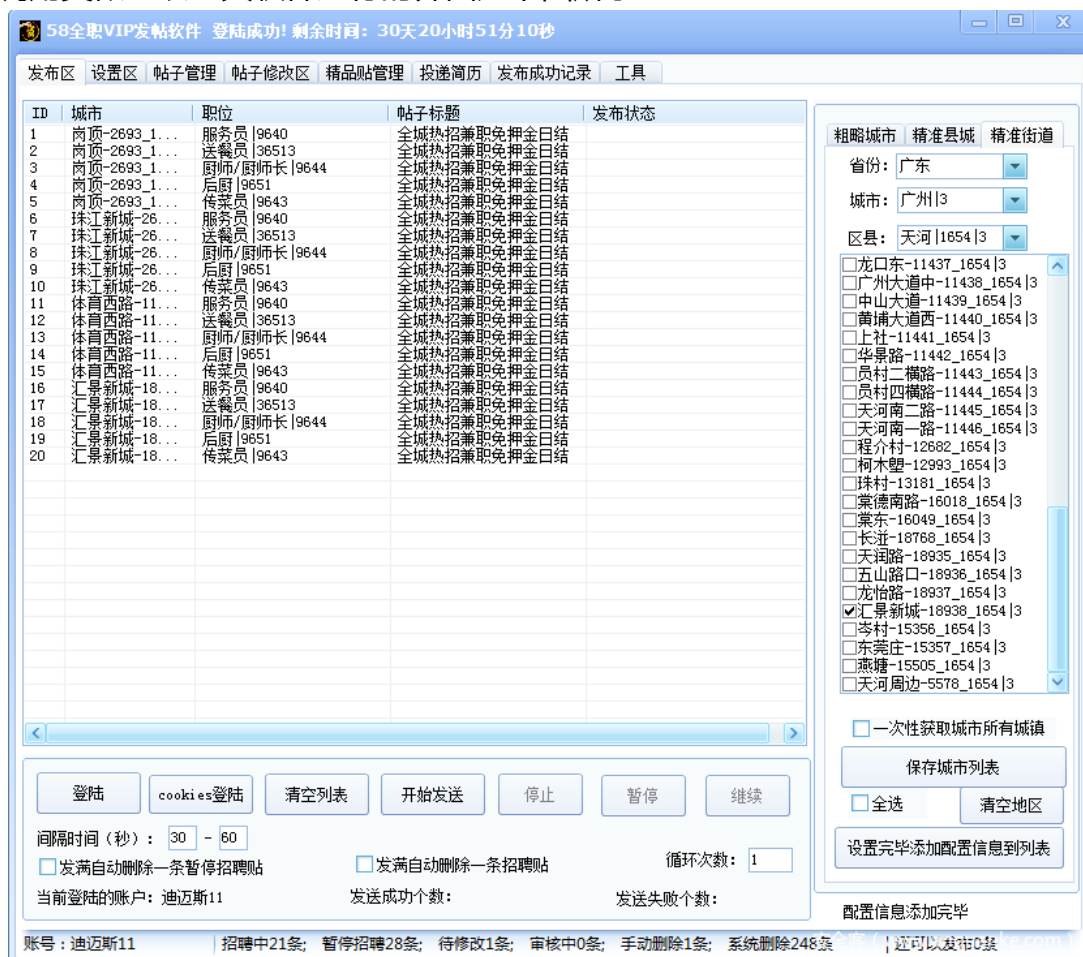 58全职VIP发帖软件 登陆成功!剩余时间：30天20小时51分10秒
发布区 设置区 帖子管理 帖子修改区 精品贴管理 投递简历 发布成功记录 工具
ID 城市 职位 帖子标题 发布状态
1 岗顶-2693_1... 服务员|9640 全城热招兼职免押金日结
2 岗顶-2693_1... 送餐员|36513 全城热招兼职免押金日结
3 岗顶-2693_1... 厨师/厨师长|9644 全城热招兼职免押金日结
4 岗顶-2693_1... 后厨|9651 全城热招兼职免押金日结
5 岗顶-2693_1... 传菜员|9643 全城热招兼职免押金日结
6 珠江新城-26... 服务员|9640 全城热招兼职免押金日结
7 珠江新城-26... 送餐员|36513 全城热招兼职免押金日结
8 珠江新城-26... 厨师/厨师长|9644 全城热招兼职免押金日结
9 珠江新城-26... 后厨|9651 全城热招兼职免押金日结
10 珠江新城-26... 传菜员|9643 全城热招兼职免押金日结
11 体育西路-11... 服务员|9640 全城热招兼职免押金日结
12 体育西路-11... 送餐员|36513 全城热招兼职免押金日结
13 体育西路-11... 厨师/厨师长|9644 全城热招兼职免押金日结
14 体育西路-11... 后厨|9651 全城热招兼职免押金日结
15 体育西路-11... 传菜员|9643 全城热招兼职免押金日结
16 汇景新城-18... 服务员|9640 全城热招兼职免押金日结
17 汇景新城-18... 送餐员|36513 全城热招兼职免押金日结
18 汇景新城-18... 厨师/厨师长|9644 全城热招兼职免押金日结
19 汇景新城-18... 后厨|9651 全城热招兼职免押金日结
20 汇景新城-18... 传菜员|9643 全城热招兼职免押金日结
粗略城市 精准县城 精准街道
省份：广东
城市：广州|3
区县：天河|1654|3
龙口东-11437_1654|3
广州大道中-11438_1654|3
中山大道-11439_1654|3
黄埔大道西-11440_1654|3
上社-11441_1654|3
华景路-11442_1654|3
员村二横路-11443_1654|3
员村四横路-11444_1654|3
天河南二路-11445_1654|3
天河南一路-11446_1654|3
程介村-12682_1654|3
柯木塱-12993_1654|3
珠村-13181_1654|3
棠德南路-16018_1654|3
棠东-16049_1654|3
长湴-18768_1654|3
天润路-18935_1654|3
五山路口-18936_1654|3
龙怡路-18937_1654|3
汇景新城-18938_1654|3
岑村-15356_1654|3
东莞庄-15357_1654|3
燕塘-15505_1654|3
天河周边-5578_1654|3
一次性获取城市所有城镇
保存城市列表
全选 清空地区
设置完毕添加配置信息到列表
配置信息添加完毕
登陆 cookies登陆 清空列表 开始发送 停止 暂停 继续
间隔时间（秒）：30 - 60
发满自动删除一条暂停招聘贴 发满自动删除一条招聘贴 循环次数：1
当前登陆的账户：迪迈斯11 发送成功个数： 发送失败个数：
账号：迪迈斯11 招聘中21条; 暂停招聘28条; 待修改1条; 审核中0条; 手动删除1条; 系统删除248条 还可以发布0条